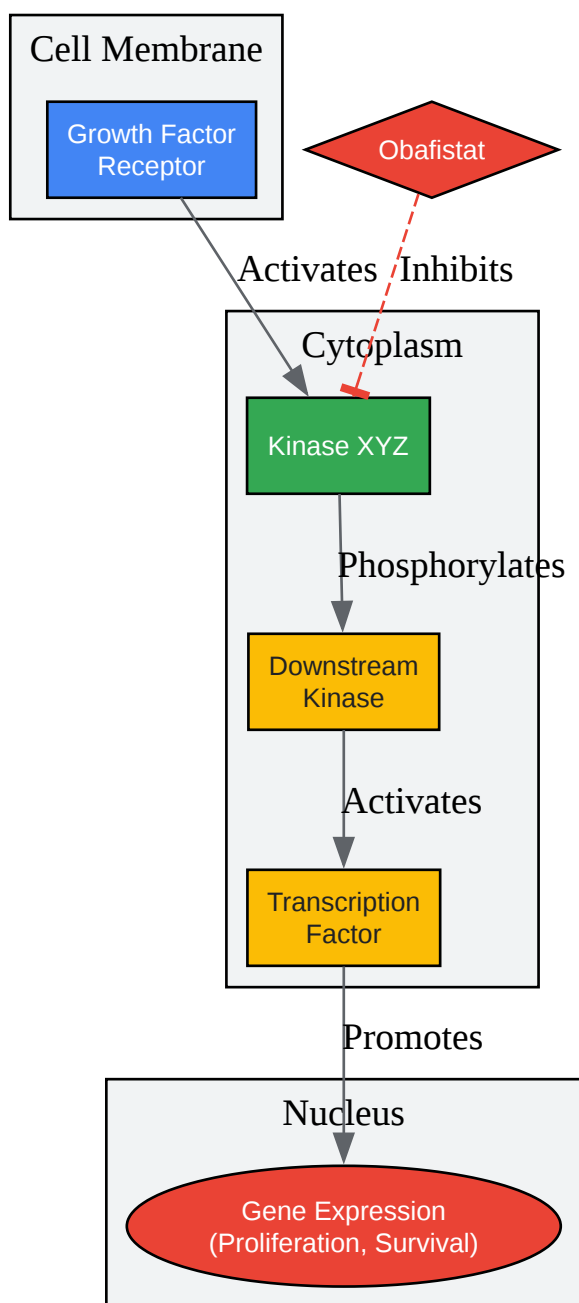 Cell Membrane
Growth Factor
Receptor
Obafistat
Activates
Inhibits
Cytoplasm
Kinase XYZ
Phosphorylates
Downstream
Kinase
Activates
Transcription
Factor
Promotes
Nucleus
Gene Expression
(Proliferation, Survival)